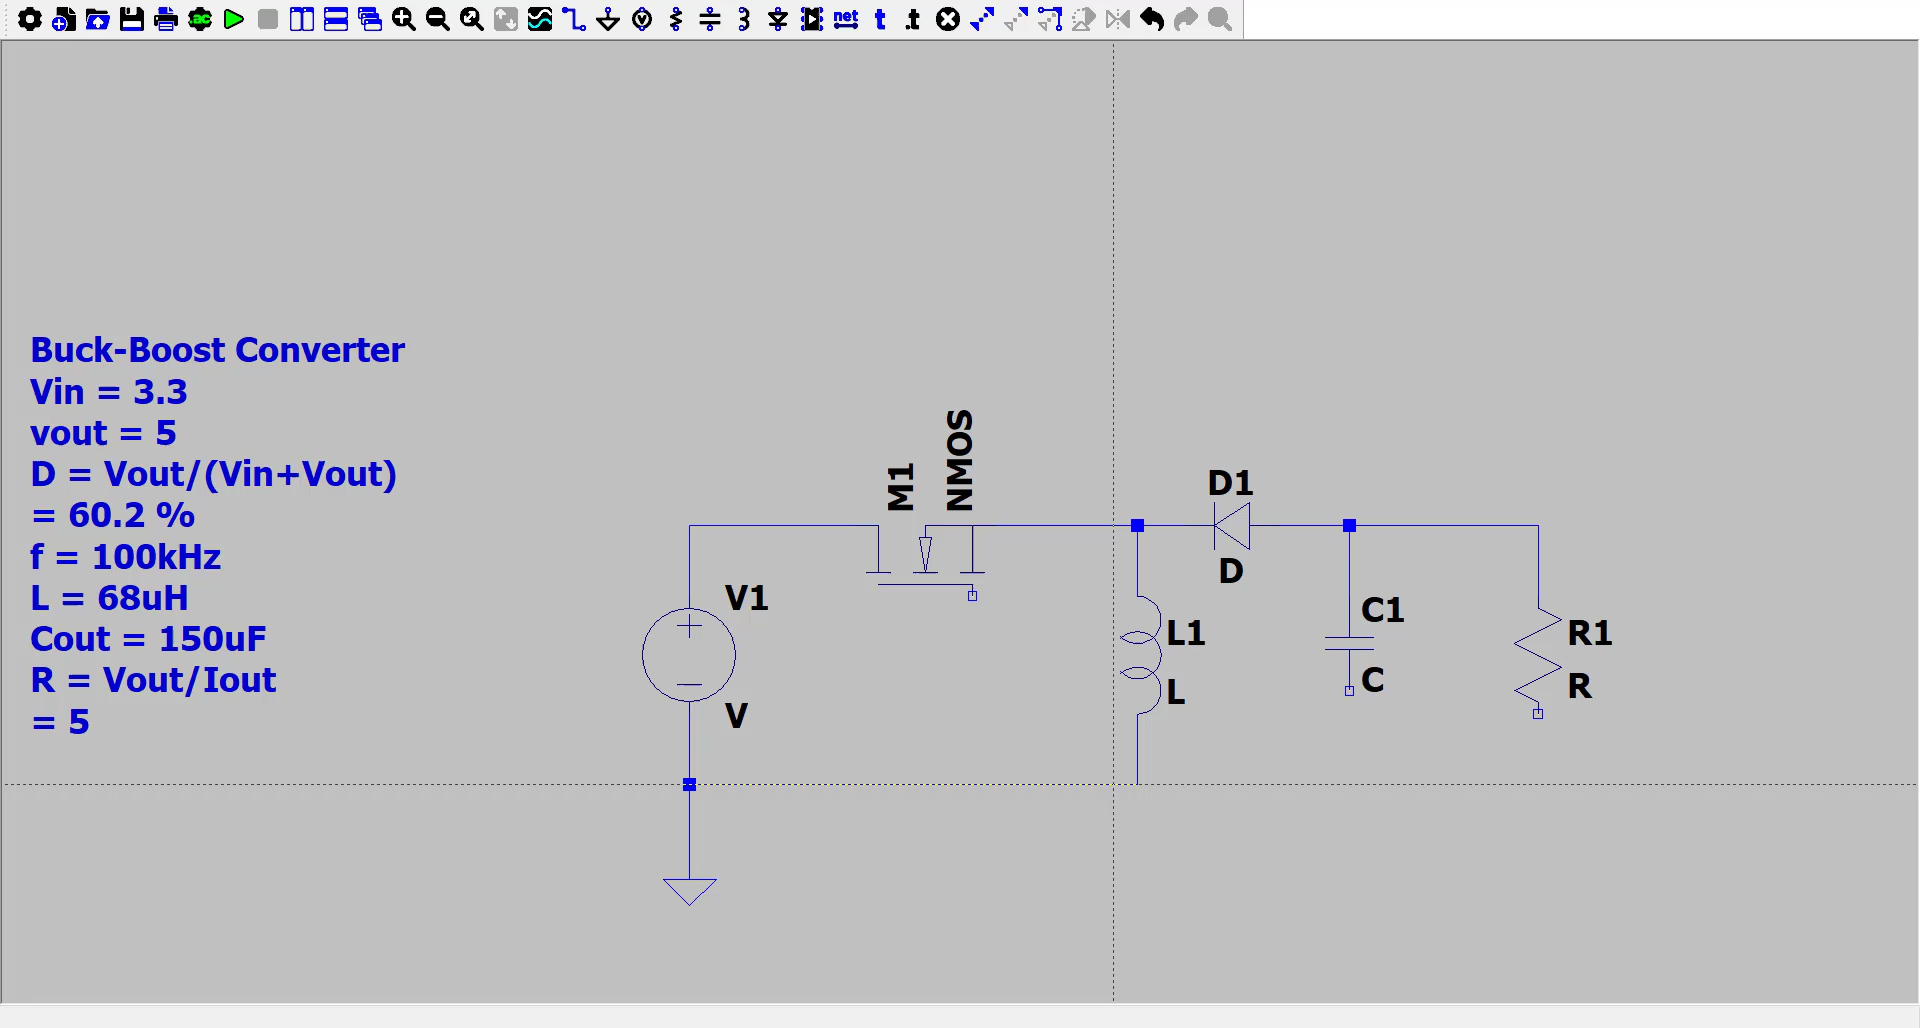 .ac
net
t
.t
Buck-Boost Converter
Vin = 3.3
vout = 5
D = Vout/(Vin+Vout)
= 60.2 %
f = 100kHz
L = 68uH
Cout = 150uF
R = Vout/Iout
= 5
V1
V
M1
NMOS
L1
L
D1
D
C1
C
R1
R